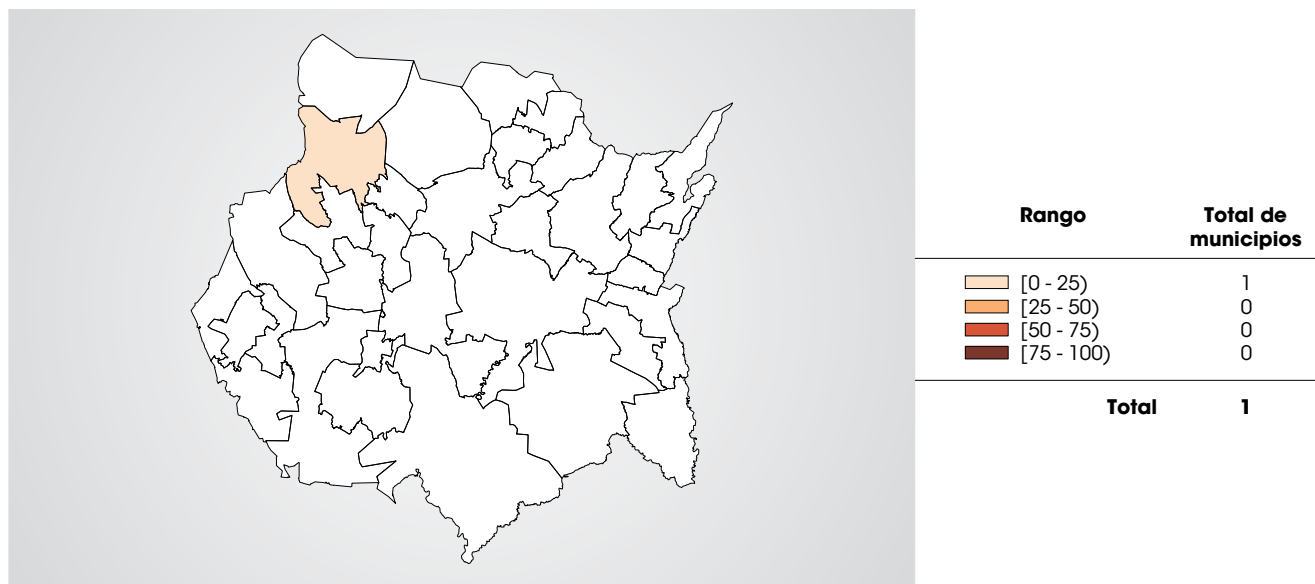 Rango Total de
municipios
[0 - 25) 1
[25 - 50) 0
[50 - 75) 0
[75 - 100) 0
Total 1